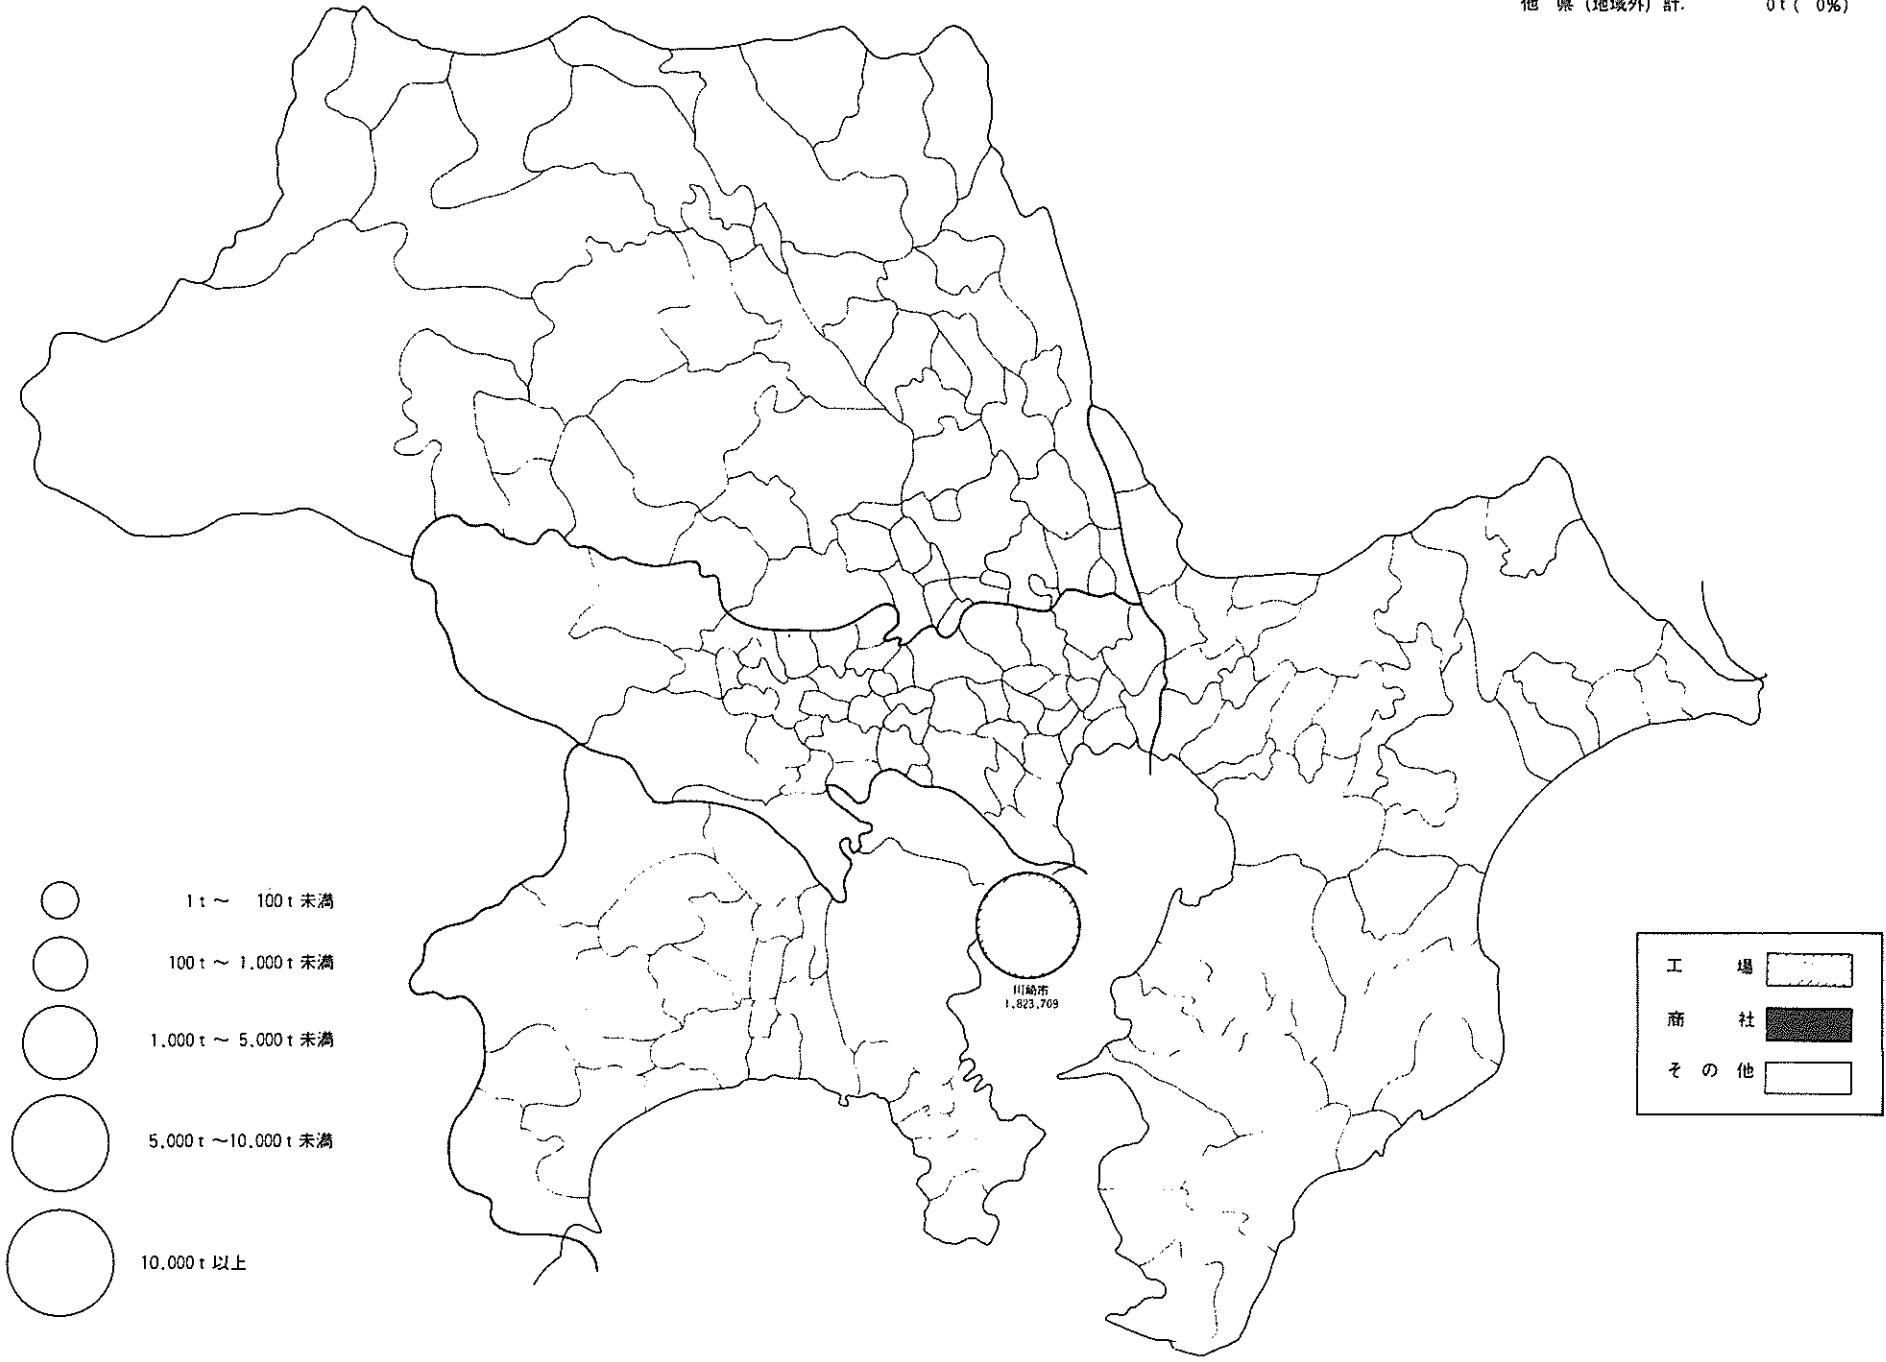 他 県 (地域外) 計. 0t ( 0%)
1t ～ 100t 未満
100t ～ 1,000t 未満
1,000t ～ 5,000t 未満
5,000t ～10,000t 未満
10,000t 以上
川崎市
1,823,709
工 場
商 社
そ の 他